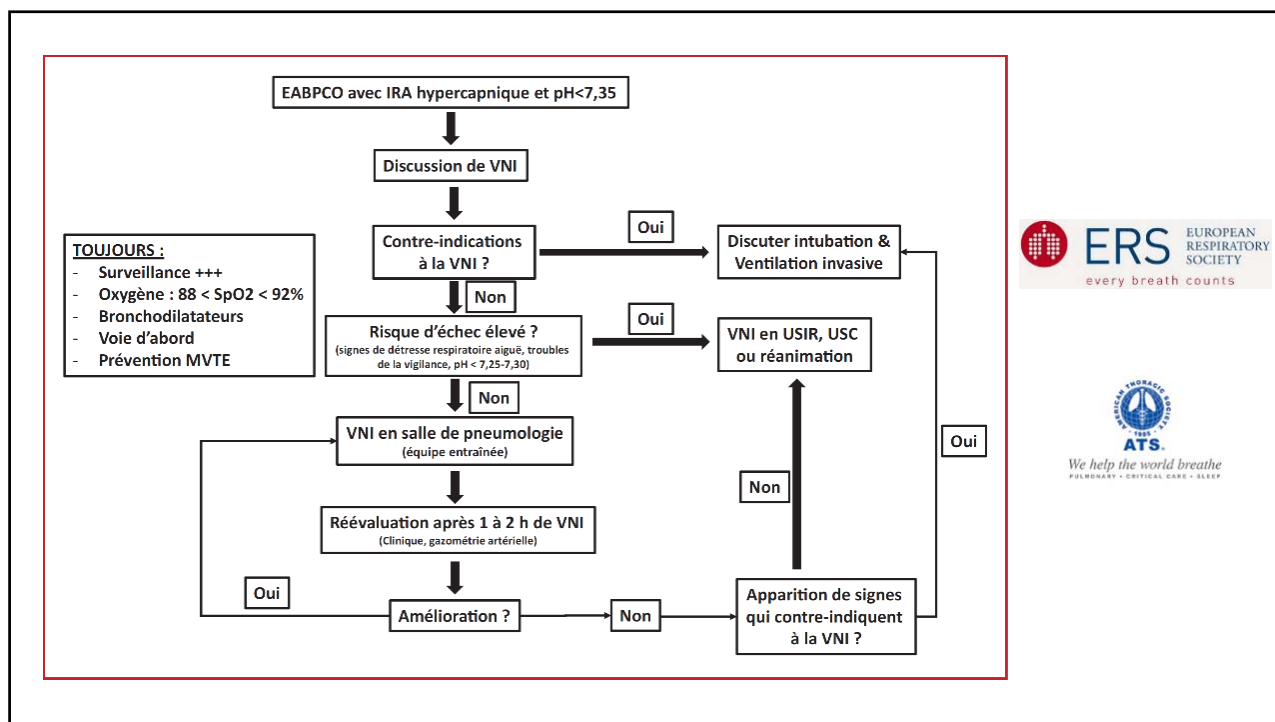 EABPCO avec IRA hypercapnique et pH<7,35
Discussion de VNI
TOUJOURS :
- Surveillance +++
- Oxygène : 88 < SpO2 < 92%
- Bronchodilatateurs
- Voie d'abord
- Prévention MVTE
Contre-indications
à la VNI ?
Oui
Discuter intubation &
Ventilation invasive
Non
Risque d'échec élevé ?
(signes de détresse respiratoire aiguë, troubles
de la vigilance, pH < 7,25-7,30)
Oui
VNI en USIR, USC
ou réanimation
Non
VNI en salle de pneumologie
(équipe entraînée)
Réévaluation après 1 à 2 h de VNI
(Clinique, gazométrie artérielle)
Amélioration ?
Oui
Non
Apparition de signes
qui contre-indiquent
à la VNI ?
Non
Oui
ERS
EUROPEAN
RESPIRATORY
SOCIETY
every breath counts
AMERICAN THORACIC SOCIETY
1905
ATS.
We help the world breathe
PULMONARY • CRITICAL CARE • SLEEP